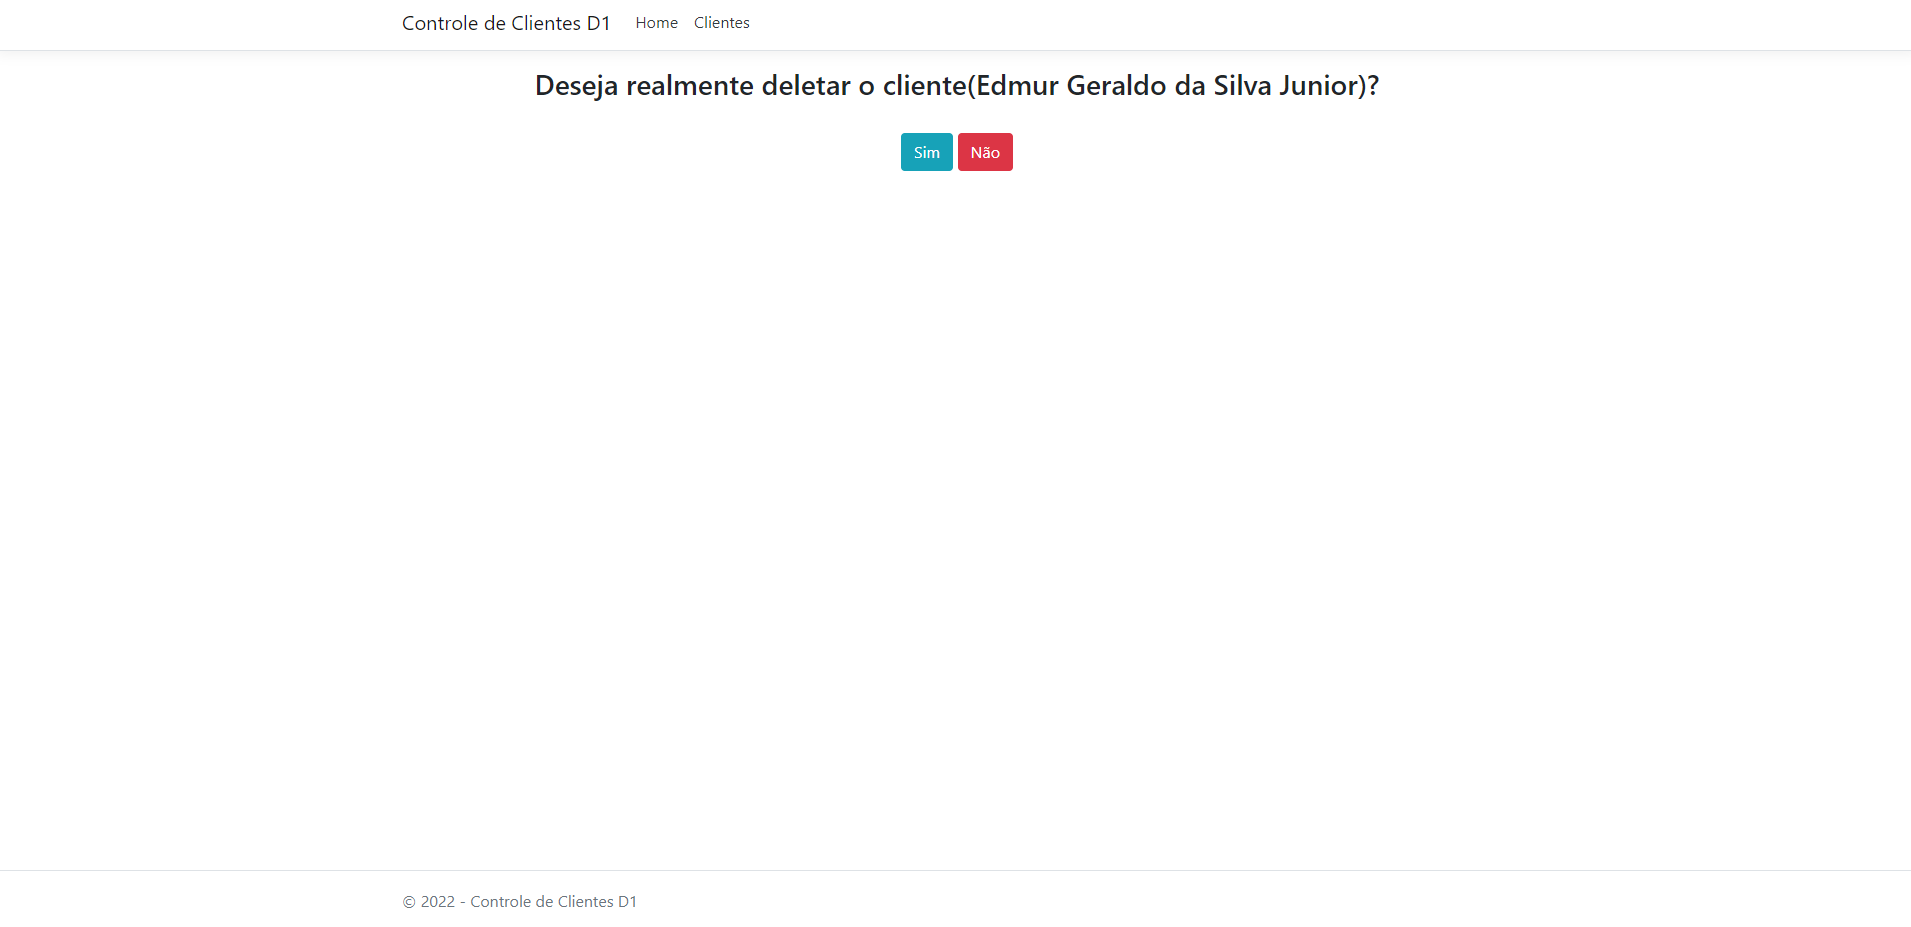 Controle de Clientes D1 Home Clientes
Deseja realmente deletar o cliente(Edmur Geraldo da Silva Junior)?
Sim Não
© 2022 - Controle de Clientes D1